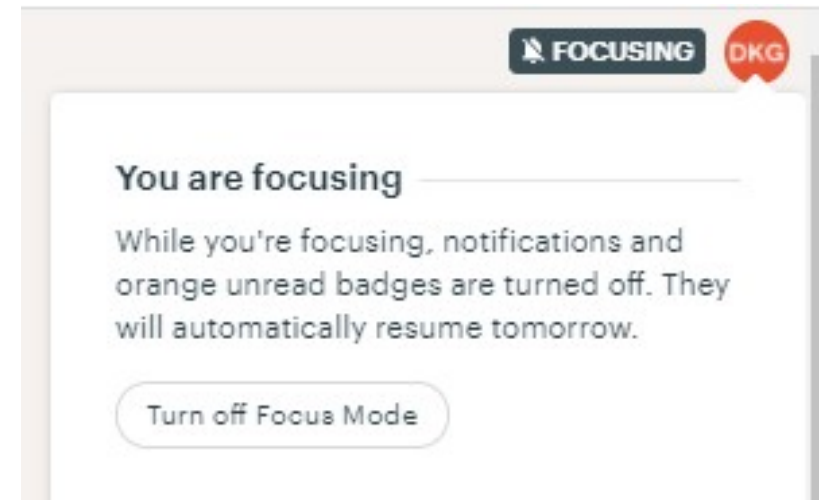 FOCUSING DKG
You are focusing
While you're focusing, notifications and
orange unread badges are turned off. They
will automatically resume tomorrow.
Turn off Focus Mode